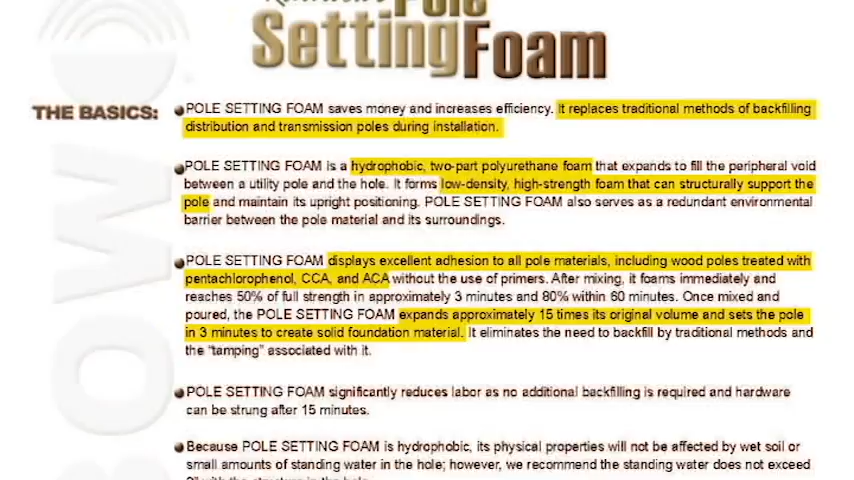 Pole
SettingFoam
THE BASICS:
POLE SETTING FOAM saves money and increases efficiency. It replaces traditional methods of backfilling
distribution and transmission poles during installation.
POLE SETTING FOAM is a hydrophobic, two-part polyurethane foam that expands to fill the peripheral void
between a utility pole and the hole. It forms low-density, high-strength foam that can structurally support the
pole and maintain its upright positioning. POLE SETTING FOAM also serves as a redundant environmental
barrier between the pole material and its surroundings.
POLE SETTING FOAM displays excellent adhesion to all pole materials, including wood poles treated with
pentachlorophenol, CCA, and ACA without the use of primers. After mixing, it foams immediately and
reaches 50% of full strength in approximately 3 minutes and 80% within 60 minutes. Once mixed and
poured, the POLE SETTING FOAM expands approximately 15 times its original volume and sets the pole
in 3 minutes to create solid foundation material. It eliminates the need to backfill by traditional methods and
the “tamping” associated with it.
POLE SETTING FOAM significantly reduces labor as no additional backfilling is required and hardware
can be strung after 15 minutes.
Because POLE SETTING FOAM is hydrophobic, its physical properties will not be affected by wet soil or
small amounts of standing water in the hole; however, we recommend the standing water does not exceed